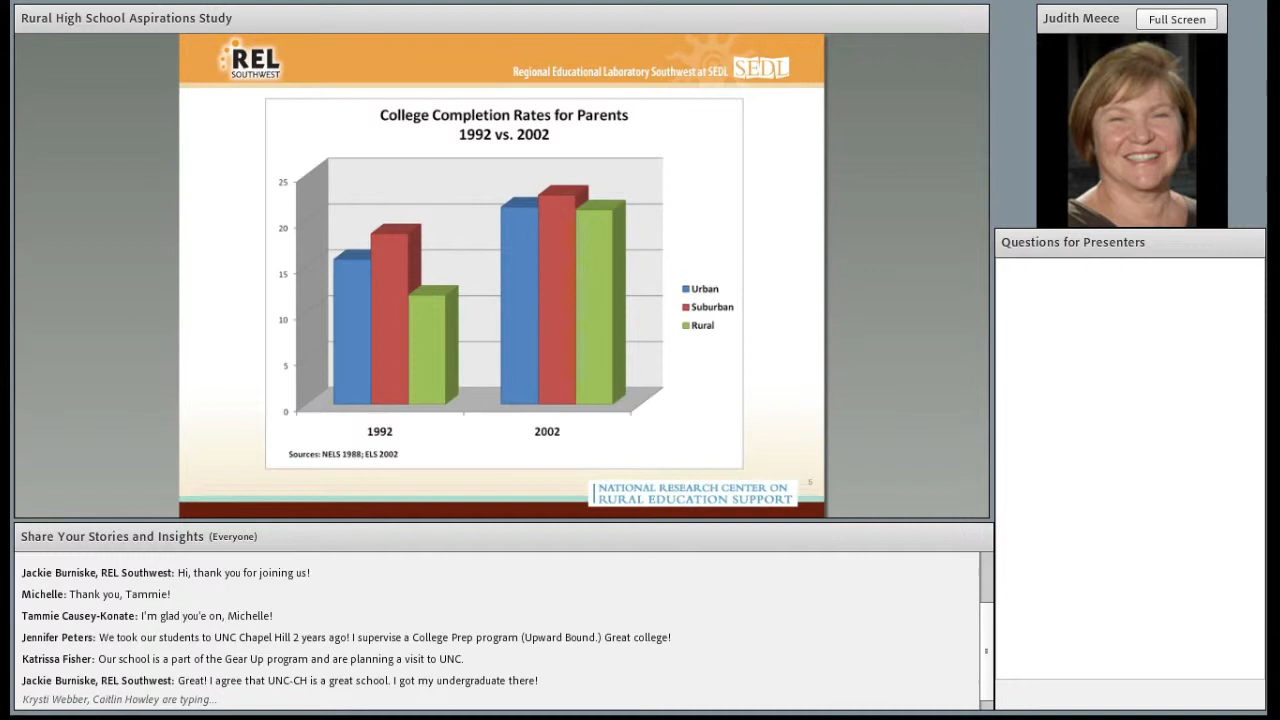 Rural High School Aspirations Study
Judith Meece
Full Screen
REL
SOUTHWEST
Regional Educational Laboratory Southwest at SEDL
SEDL
College Completion Rates for Parents
1992 vs. 2002
25
20
15
10
5
0
Urban
Suburban
Rural
1992
2002
Sources: NELS 1988; ELS 2002
6
NATIONAL RESEARCH CENTER ON
RURAL EDUCATION SUPPORT
Questions for Presenters
Share Your Stories and Insights (Everyone)
Jackie Burniske, REL Southwest: Hi, thank you for joining us!
Michelle: Thank you, Tammie!
Tammie Causey-Konate: I'm glad you'e on, Michelle!
Jennifer Peters: We took our students to UNC Chapel Hill 2 years ago! I supervise a College Prep program (Upward Bound.) Great college!
Katrissa Fisher: Our school is a part of the Gear Up program and are planning a visit to UNC.
Jackie Burniske, REL Southwest: Great! I agree that UNC-CH is a great school. I got my undergraduate there!
Krysti Webber, Caitlin Howley are typing...